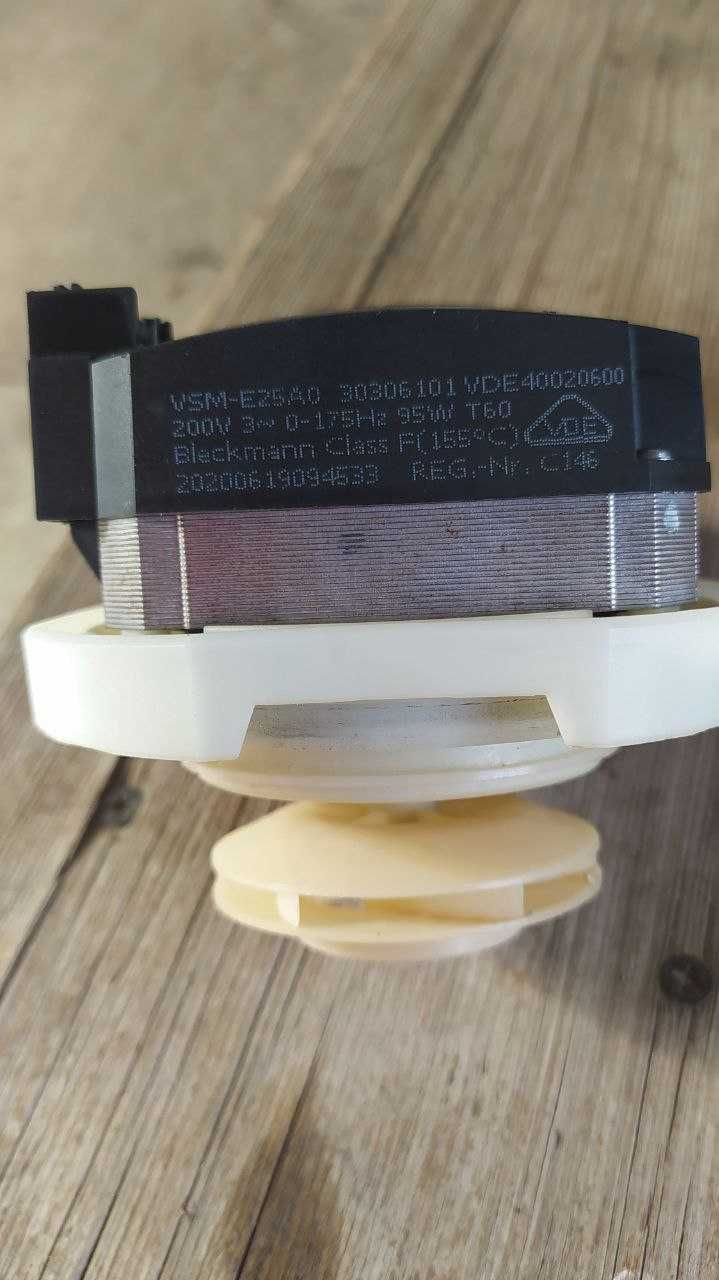 VSM-E25A0 30306101 VDE40020600
200V 3~ 0-175Hz 95W T60
Bleckmann Class F(155°C) VDE
20200619094533 REG.-Nr. C146